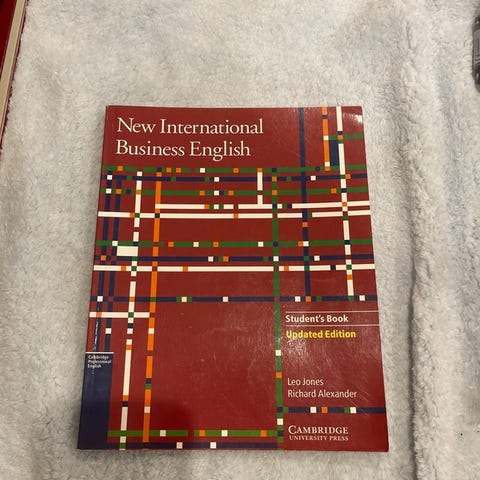 New International
Business English
Student's Book
Updated Edition
Cambridge
Professional
English
Leo Jones
Richard Alexander
CAMBRIDGE
UNIVERSITY PRESS